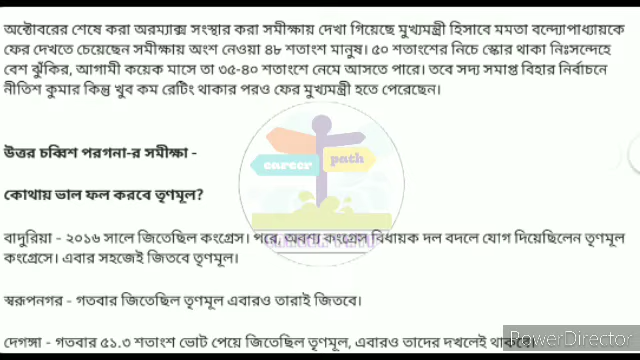 অক্টোবরের শেষে করা অরম্যাক্স সংস্থার করা সমীক্ষায় দেখা গিয়েছে মুখ্যমন্ত্রী হিসাবে মমতা বন্দ্যোপাধ্যায়কে
ফের দেখতে চেয়েছেন সমীক্ষায় অংশ নেওয়া ৪৮ শতাংশ মানুষ। ৫০ শতাংশের নিচে স্কোর থাকা নিঃসন্দেহে
বেশ ঝুঁকির, আগামী কয়েক মাসে তা ৩৫-৪০ শতাংশে নেমে আসতে পারে। তবে সদ্য সমাপ্ত বিহার নির্বাচনে
নীতিশ কুমার কিন্তু খুব কম রেটিং থাকার পরও ফের মুখ্যমন্ত্রী হতে পেরেছেন।
উত্তর চব্বিশ পরগনা-র সমীক্ষা -
career path
কোথায় ভাল ফল করবে তৃণমূল?
বাদুরিয়া - ২০১৬ সালে জিতেছিল কংগ্রেস। পরে, অবশ্য কংগ্রেস বিধায়ক দল বদলে যোগ দিয়েছিলেন তৃণমূল
কংগ্রেসে। এবার সহজেই জিতবে তৃণমূল।
স্বরূপনগর - গতবার জিতেছিল তৃণমূল এবারও তারাই জিতবে।
দেগঙ্গা - গতবার ৫১.৩ শতাংশ ভোট পেয়ে জিতেছিল তৃণমূল, এবারও তাদের দখলেই
PowerDirector